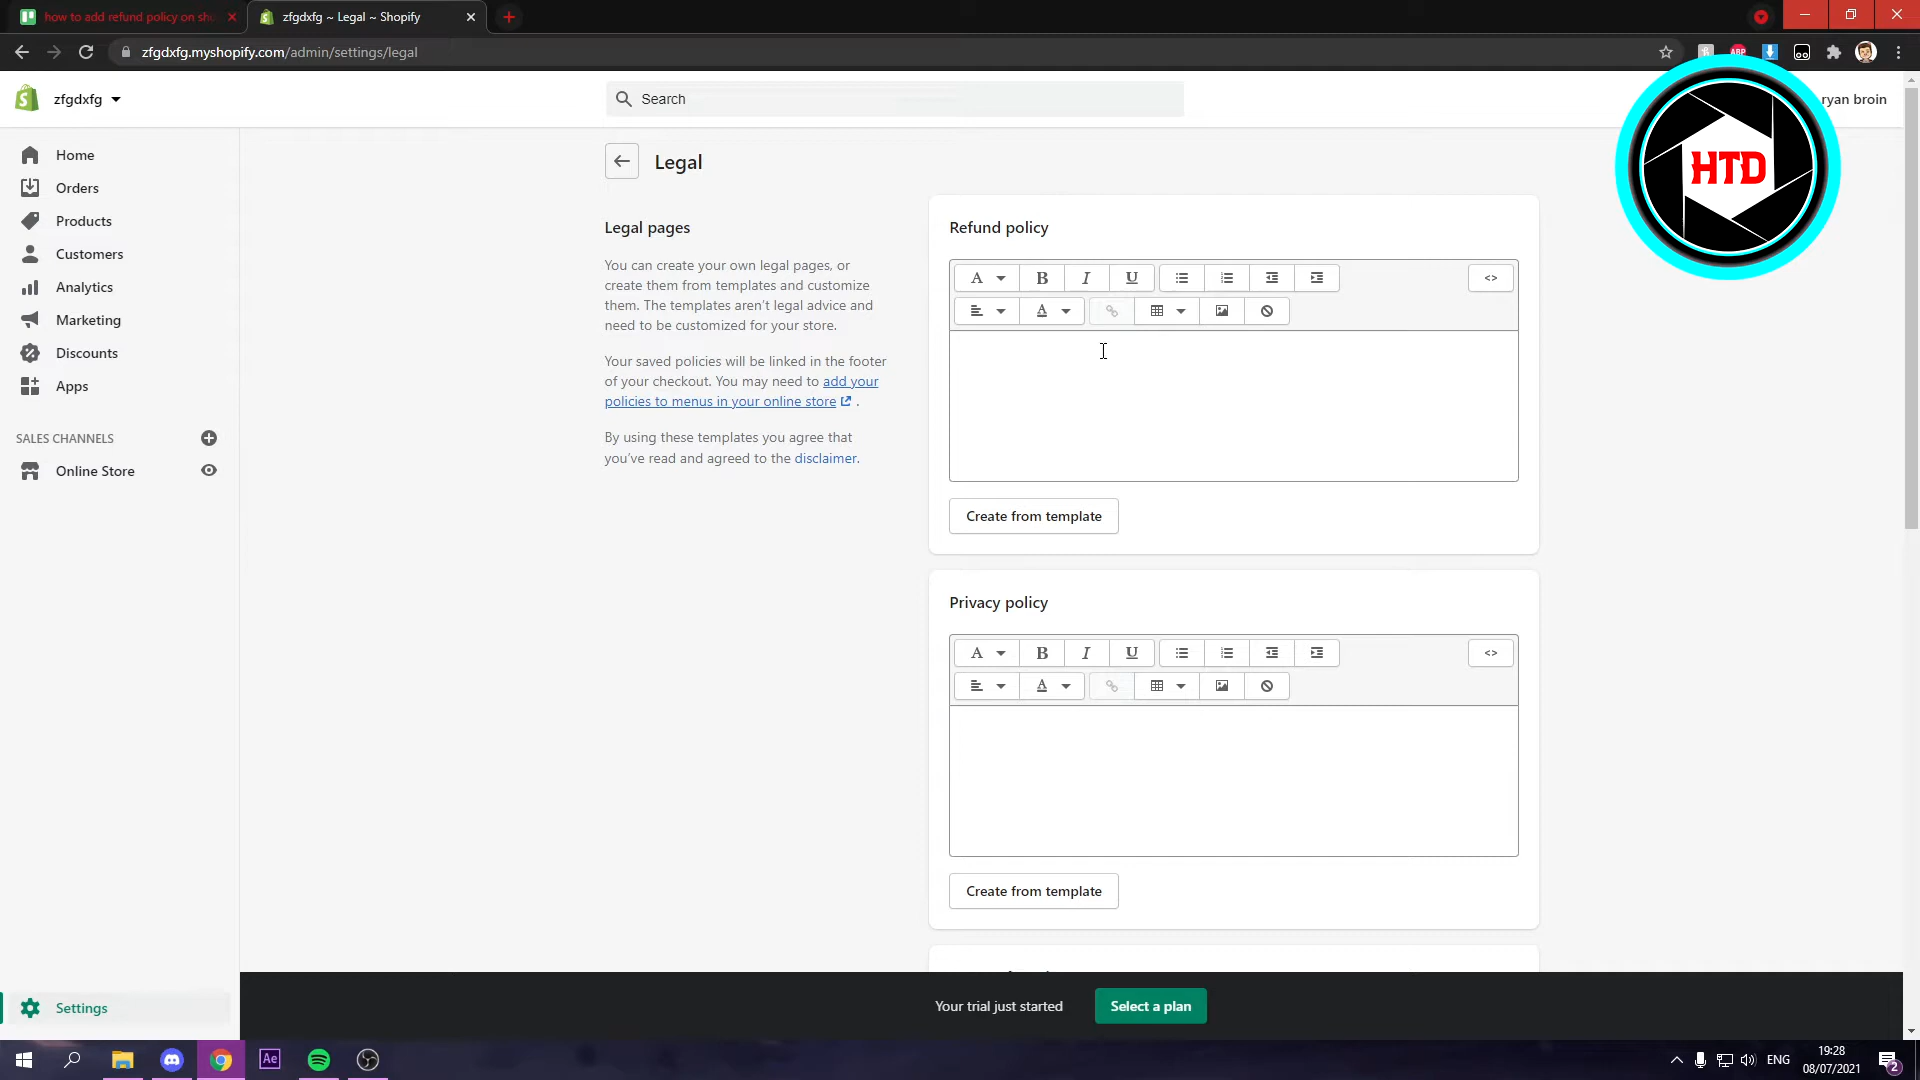 how to add refund policy on sho
zfgdxfg ~ Legal ~ Shopify
zfgdxfg.myshopify.com/admin/settings/legal
ABP
zfgdxfg
Search
ryan broin
HTD
Home
Orders
Products
Customers
Analytics
Marketing
Discounts
Apps
SALES CHANNELS
Online Store
Settings
Legal
Legal pages
You can create your own legal pages, or
create them from templates and customize
them. The templates aren't legal advice and
need to be customized for your store.
Your saved policies will be linked in the footer
of your checkout. You may need to add your
policies to menus in your online store .
By using these templates you agree that
you've read and agreed to the disclaimer.
Refund policy
A B I U <>
A
Create from template
Privacy policy
A B I U <>
A
Create from template
Your trial just started
Select a plan
Ae
ENG
19:28
08/07/2021
2